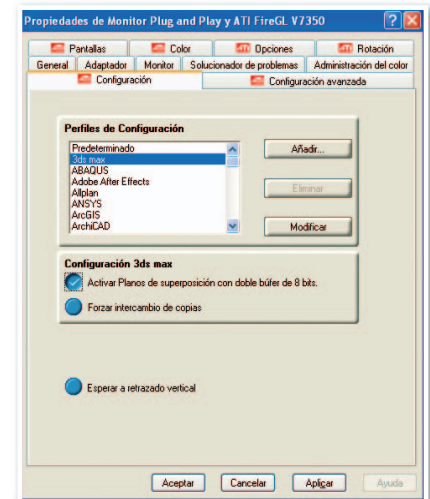 Propiedades de Monitor Plug and Play y ATI FireGL V7350
Pantallas Color Opciones Rotación
General Adaptador Monitor Solucionador de problemas Administración del color
Configuración Configuración avanzada
Perfiles de Configuración
Predeterminado
3ds max
ABAQUS
Adobe After Effects
Allplan
ANSYS
ArcGIS
ArchiCAD
Añadir...
Eliminar
Modificar
Configuración 3ds max
Activar Planos de superposición con doble búfer de 8 bits.
Forzar intercambio de copias
Esperar a retrazado vertical
Aceptar Cancelar Aplicar Ayuda